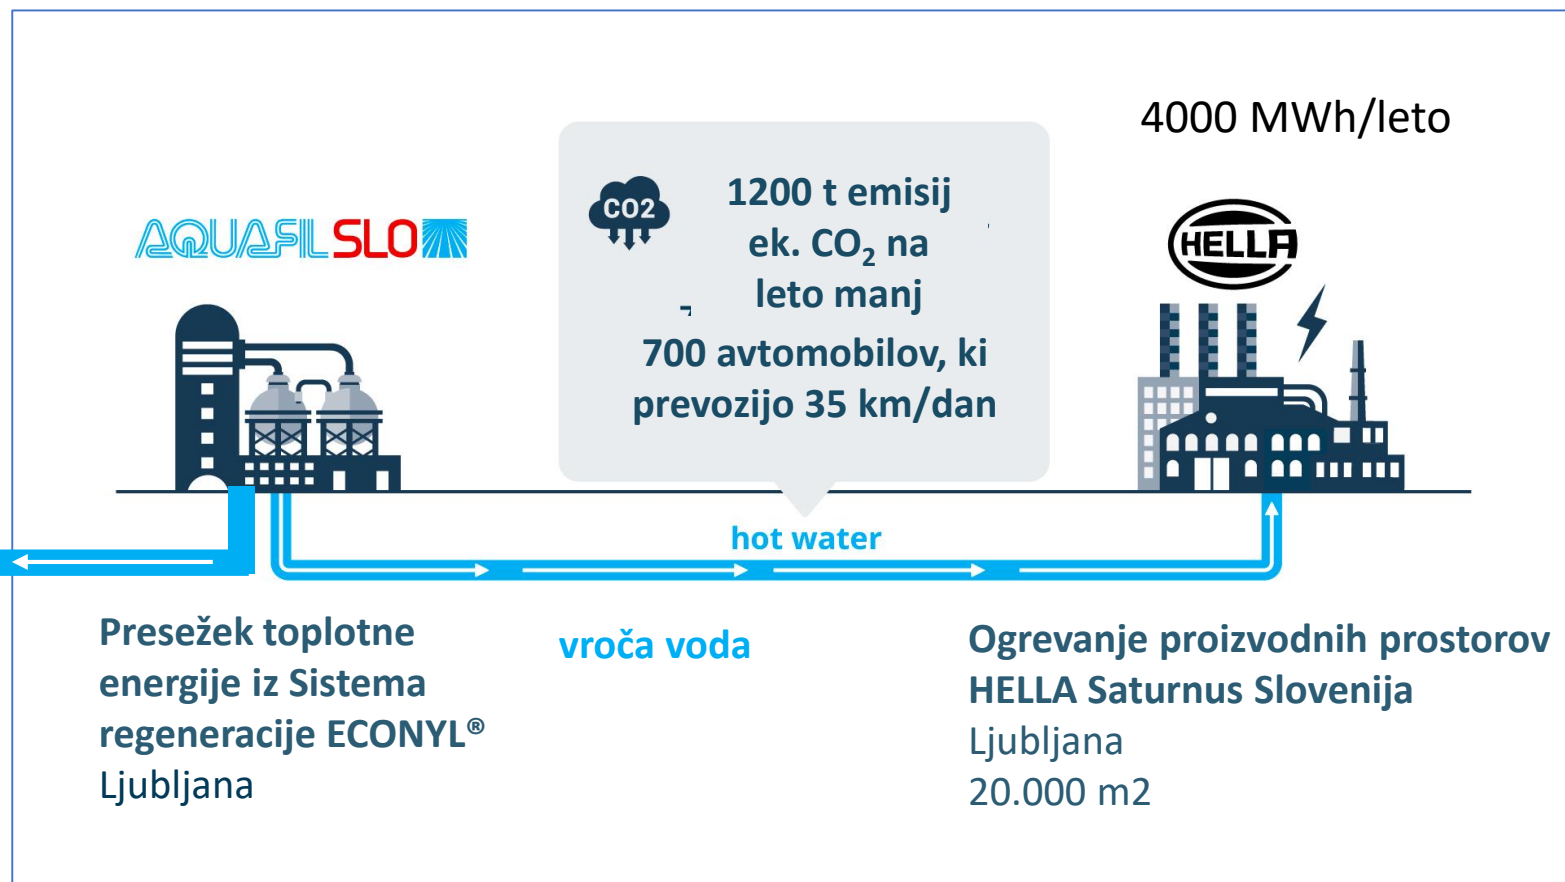 4000 MWh/leto
AQUAFILSLO
CO2
1200 t emisij
ek. CO₂ na
leto manj
700 avtomobilov, ki
prevozijo 35 km/dan
HELLA
hot water
Presežek toplotne
energije iz Sistema
regeneracije ECONYL®
Ljubljana
vroča voda
Ogrevanje proizvodnih prostorov
HELLA Saturnus Slovenija
Ljubljana
20.000 m2